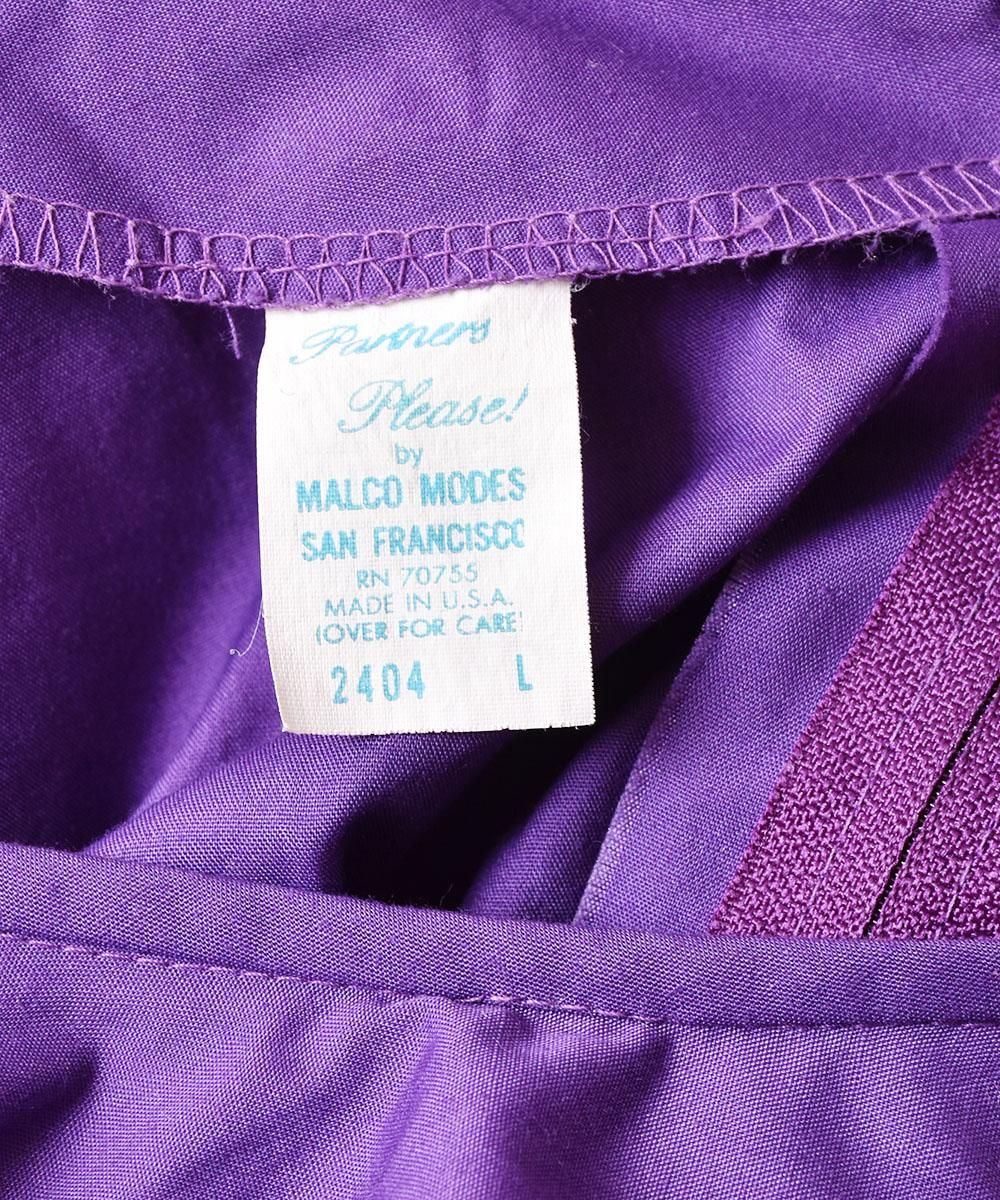 Partners
Please!
by
MALCO MODES
SAN FRANCISCO
RN 70755
MADE IN U.S.A.
(OVER FOR CARE)
2404 L